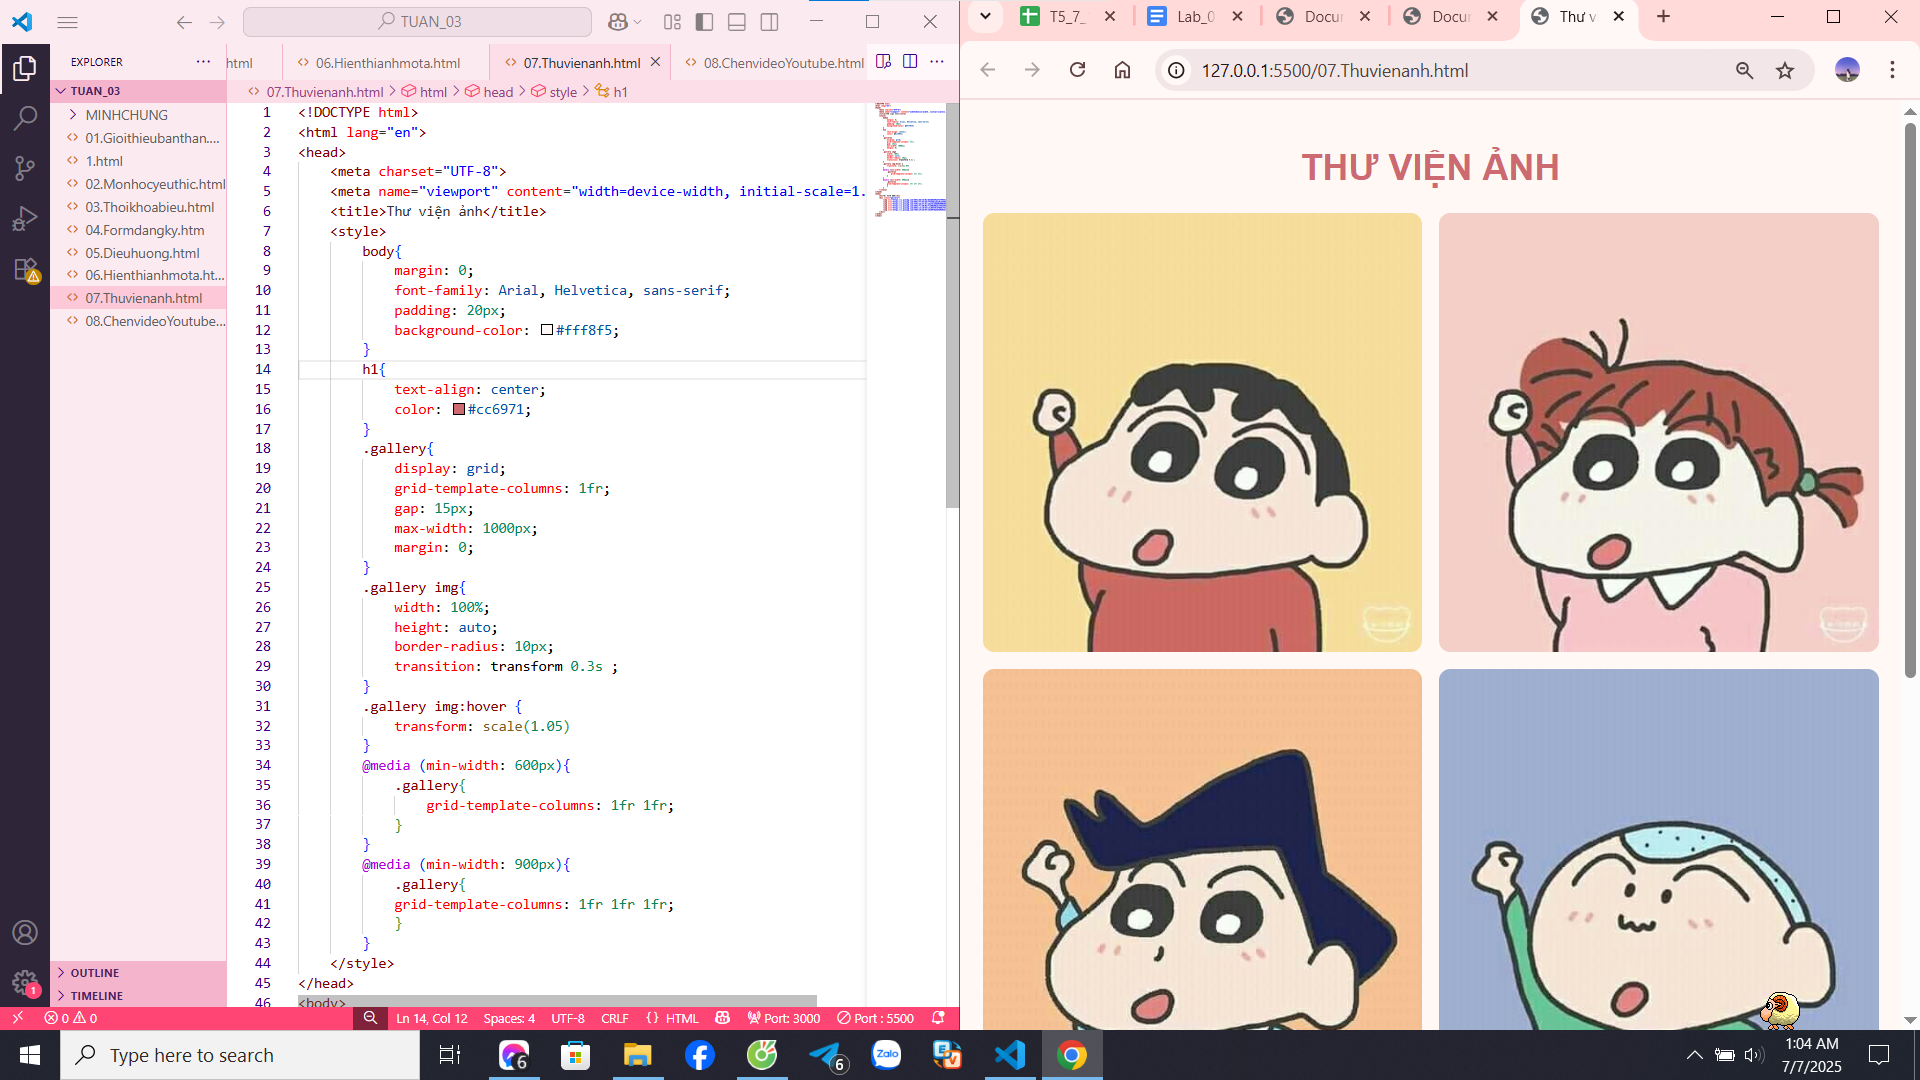 TUAN_03
EXPLORER
TUAN_03
MINHCHUNG
01.Gioithieubanthan....
1.html
02.Monhocyeuthic.html
03.Thoikhoabieu.html
04.Formdangky.htm
05.Dieuhuong.html
06.Hienthianhmota.ht...
07.Thuvienanh.html
08.ChenvideoYoutube...
OUTLINE
TIMELINE
html
06.Hienthianhmota.html
07.Thuvienanh.html
08.ChenvideoYoutube.html
07.Thuvienanh.html > html > head > style > h1
1 <!DOCTYPE html>
2 <html lang="en">
3 <head>
4 <meta charset="UTF-8">
5 <meta name="viewport" content="width=device-width, initial-scale=1.
6 <title>Thư viện ảnh</title>
7 <style>
8 body{
9 margin: 0;
10 font-family: Arial, Helvetica, sans-serif;
11 padding: 20px;
12 background-color: #fff8f5;
13 }
14 h1{
15 text-align: center;
16 color: #cc6971;
17 }
18 .gallery{
19 display: grid;
20 grid-template-columns: 1fr;
21 gap: 15px;
22 max-width: 1000px;
23 margin: 0;
24 }
25 .gallery img{
26 width: 100%;
27 height: auto;
28 border-radius: 10px;
29 transition: transform 0.3s ;
30 }
31 .gallery img:hover {
32 transform: scale(1.05)
33 }
34 @media (min-width: 600px){
35 .gallery{
36 grid-template-columns: 1fr 1fr;
37 }
38 }
39 @media (min-width: 900px){
40 .gallery{
41 grid-template-columns: 1fr 1fr 1fr;
42 }
43 }
44 </style>
45 </head>
46 <body>
0 0
Ln 14, Col 12
Spaces: 4
UTF-8
CRLF
{} HTML
Port: 3000
Port : 5500
1
T5_7_
Lab_0
Docur
Docur
Thư v
127.0.0.1:5500/07.Thuvienanh.html
THƯ VIỆN ẢNH
Type here to search
6
6
Zalo
1:04 AM
7/7/2025